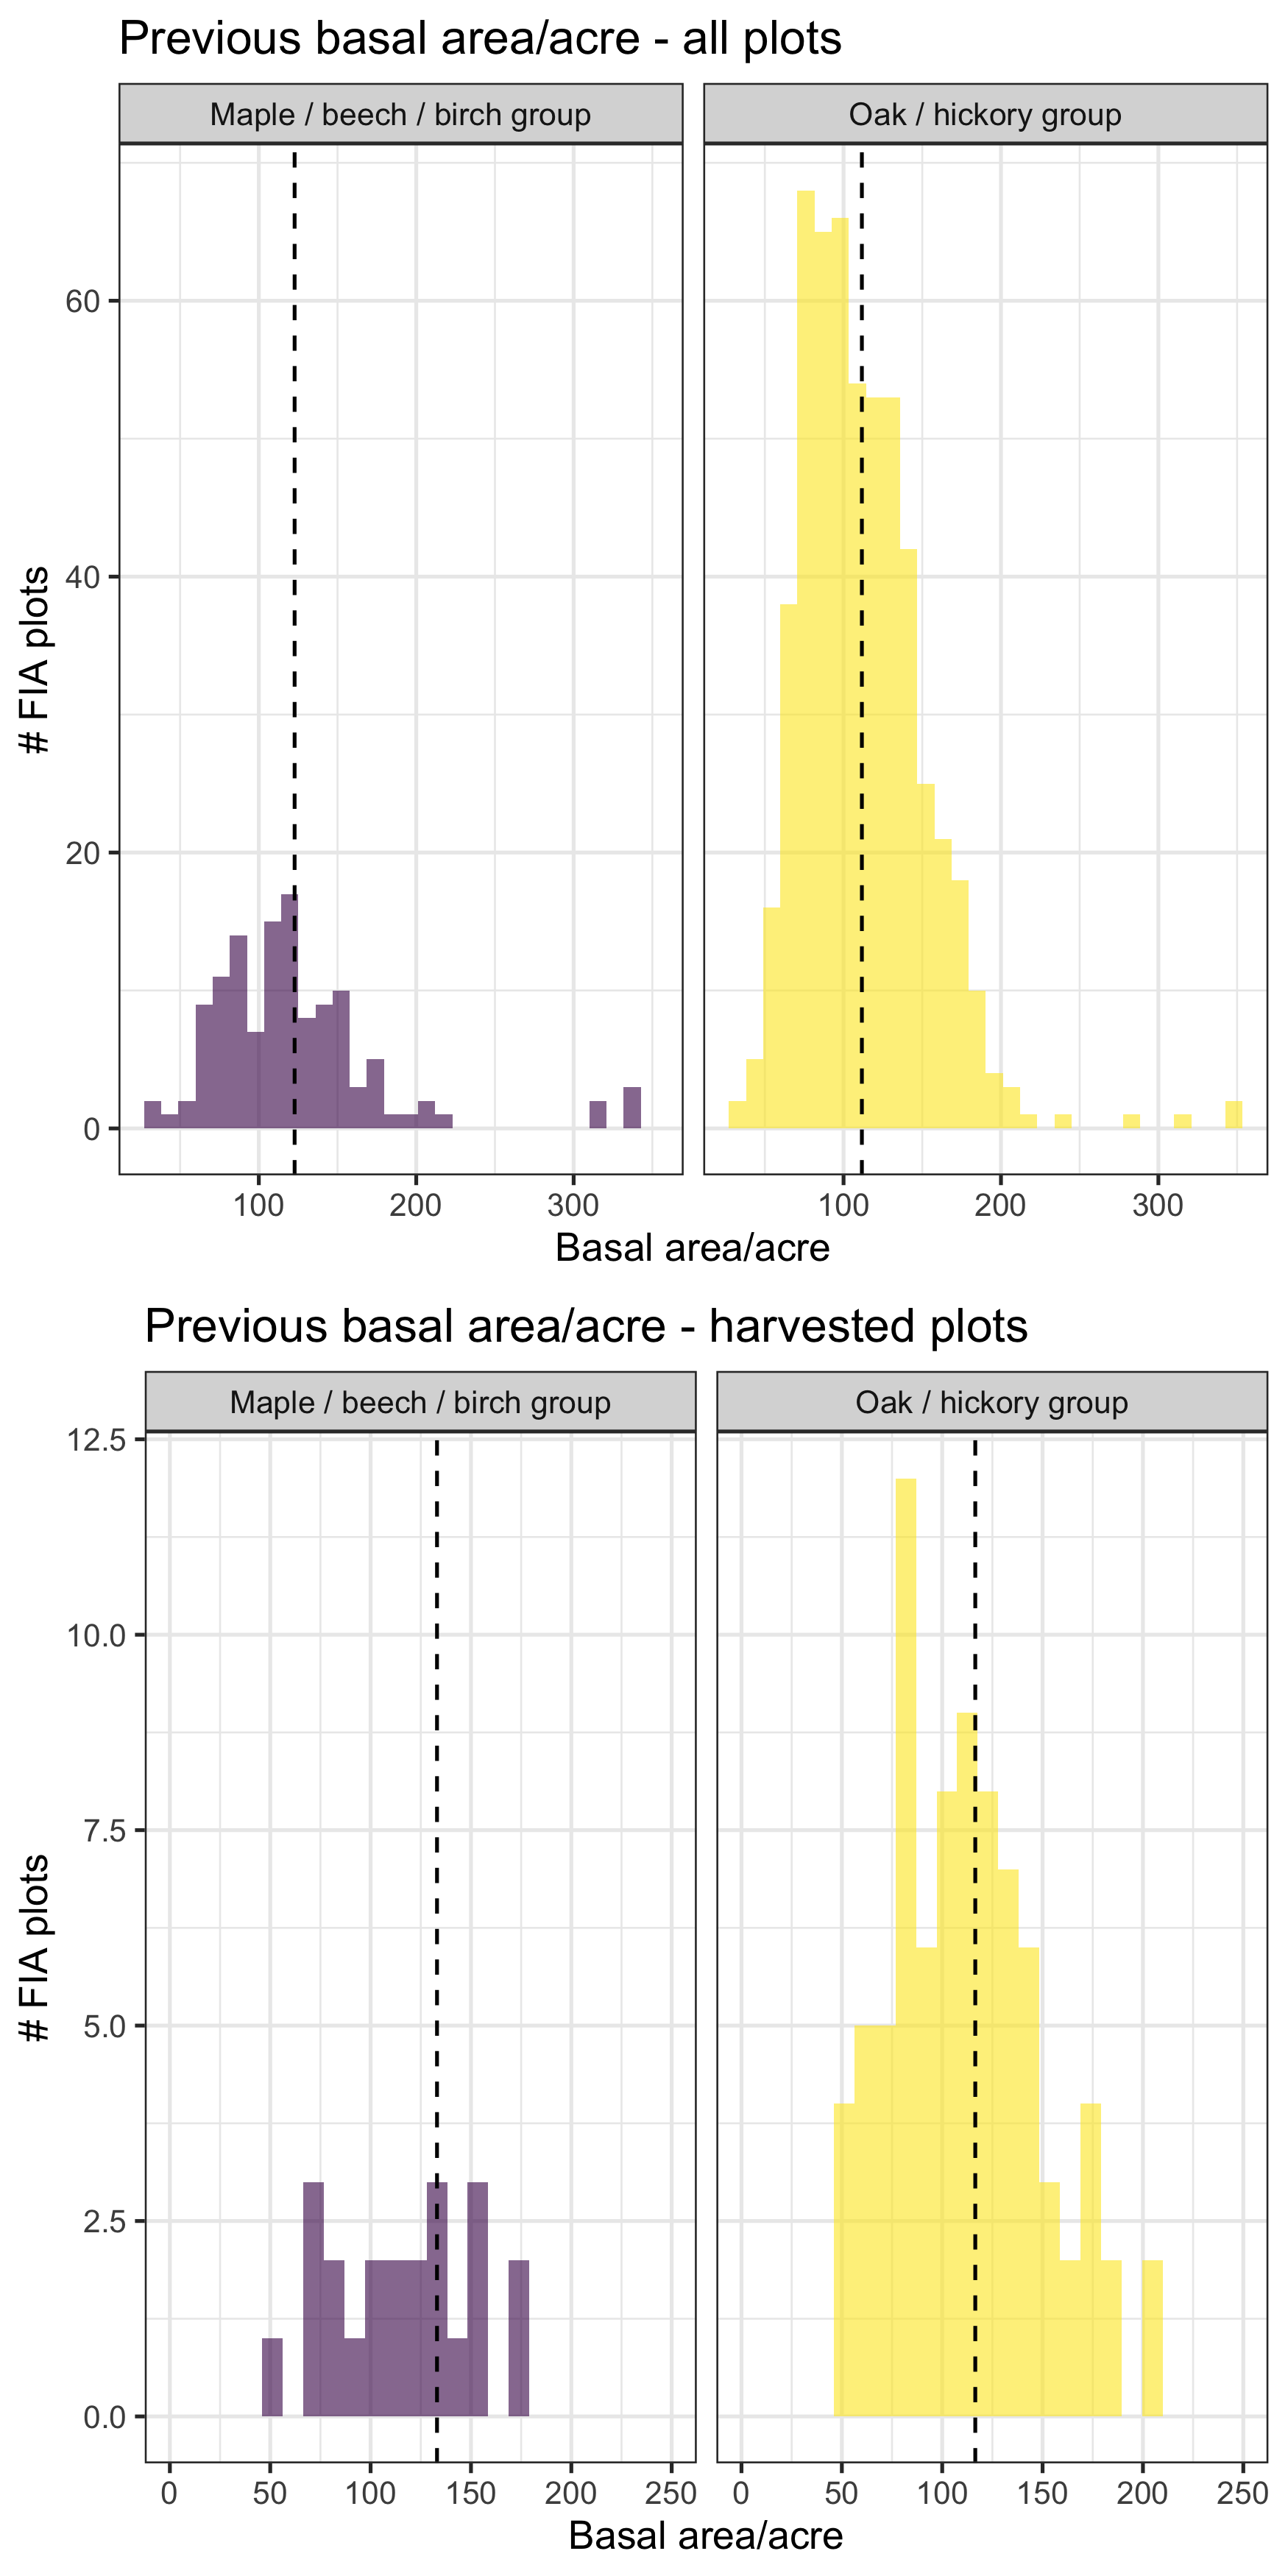 Previous basal area/acre - all plots
Maple / beech / birch group
Oak / hickory group
60
40
20
0
# FIA plots
100 200 300
100 200 300
Basal area/acre
Previous basal area/acre - harvested plots
Maple / beech / birch group
Oak / hickory group
12.5
10.0
7.5
5.0
2.5
0.0
# FIA plots
0 50 100 150 200 250
0 50 100 150 200 250
Basal area/acre